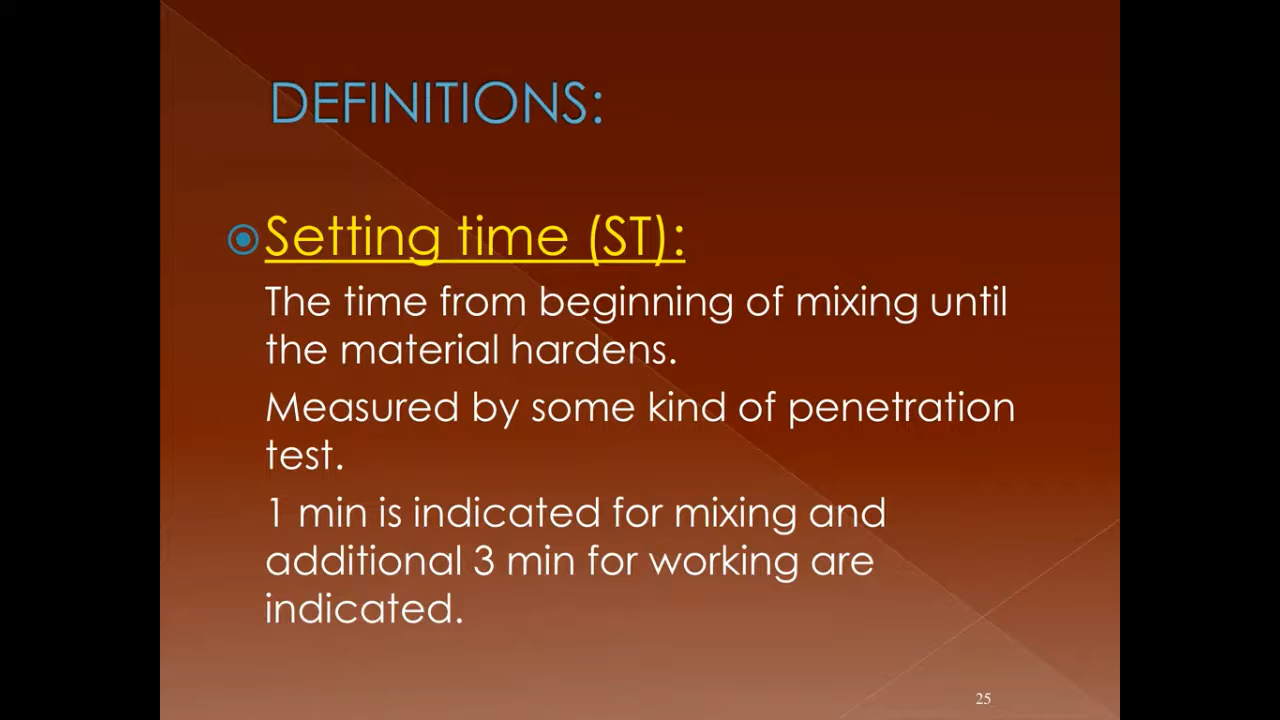 DEFINITIONS:
Setting time (ST):
The time from beginning of mixing until
the material hardens.
Measured by some kind of penetration
test.
1 min is indicated for mixing and
additional 3 min for working are
indicated.
25